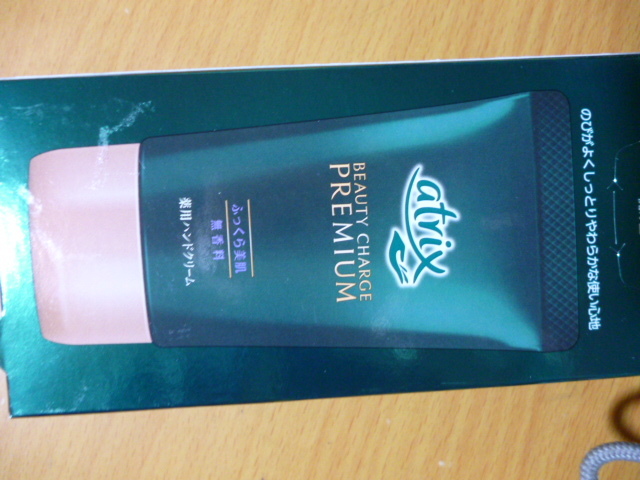 のびがよくしっとりやわらかな使い心地
atrix
BEAUTY CHARGE
PREMIUM
ふっくら美肌
無香料
薬用ハンドクリーム